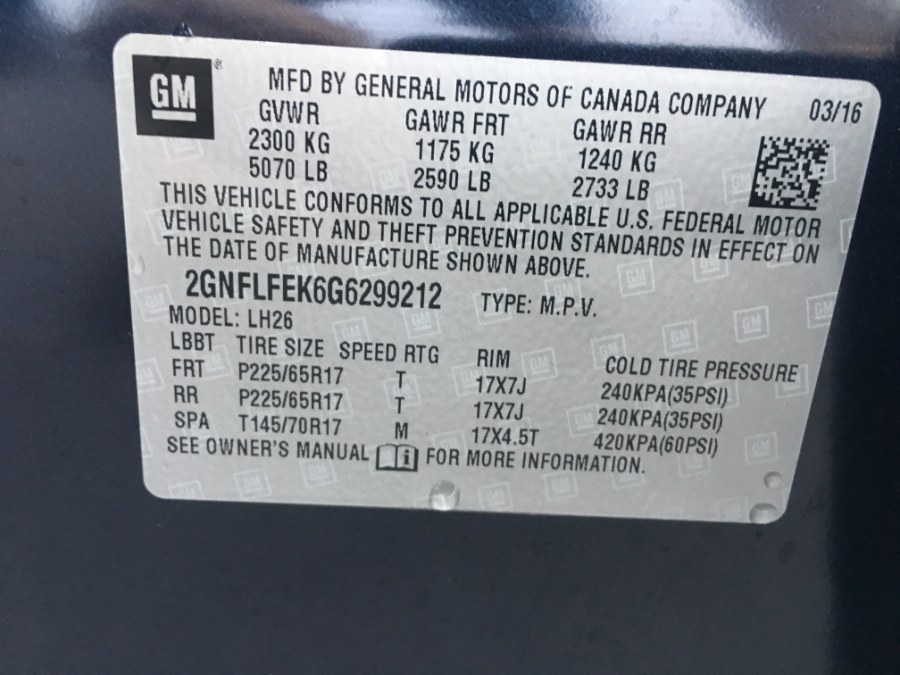 GM ® MFD BY GENERAL MOTORS OF CANADA COMPANY 03/16
GVWR GAWR FRT GAWR RR
2300 KG 1175 KG 1240 KG
5070 LB 2590 LB 2733 LB
THIS VEHICLE CONFORMS TO ALL APPLICABLE U.S. FEDERAL MOTOR
VEHICLE SAFETY AND THEFT PREVENTION STANDARDS IN EFFECT ON
THE DATE OF MANUFACTURE SHOWN ABOVE.
2GNFLFEK6G6299212 TYPE: M.P.V.
MODEL: LH26
LBBT TIRE SIZE SPEED RTG RIM COLD TIRE PRESSURE
FRT P225/65R17 T 17X7J 240KPA(35PSI)
RR P225/65R17 T 17X7J 240KPA(35PSI)
SPA T145/70R17 M 17X4.5T 420KPA(60PSI)
SEE OWNER'S MANUAL i FOR MORE INFORMATION.